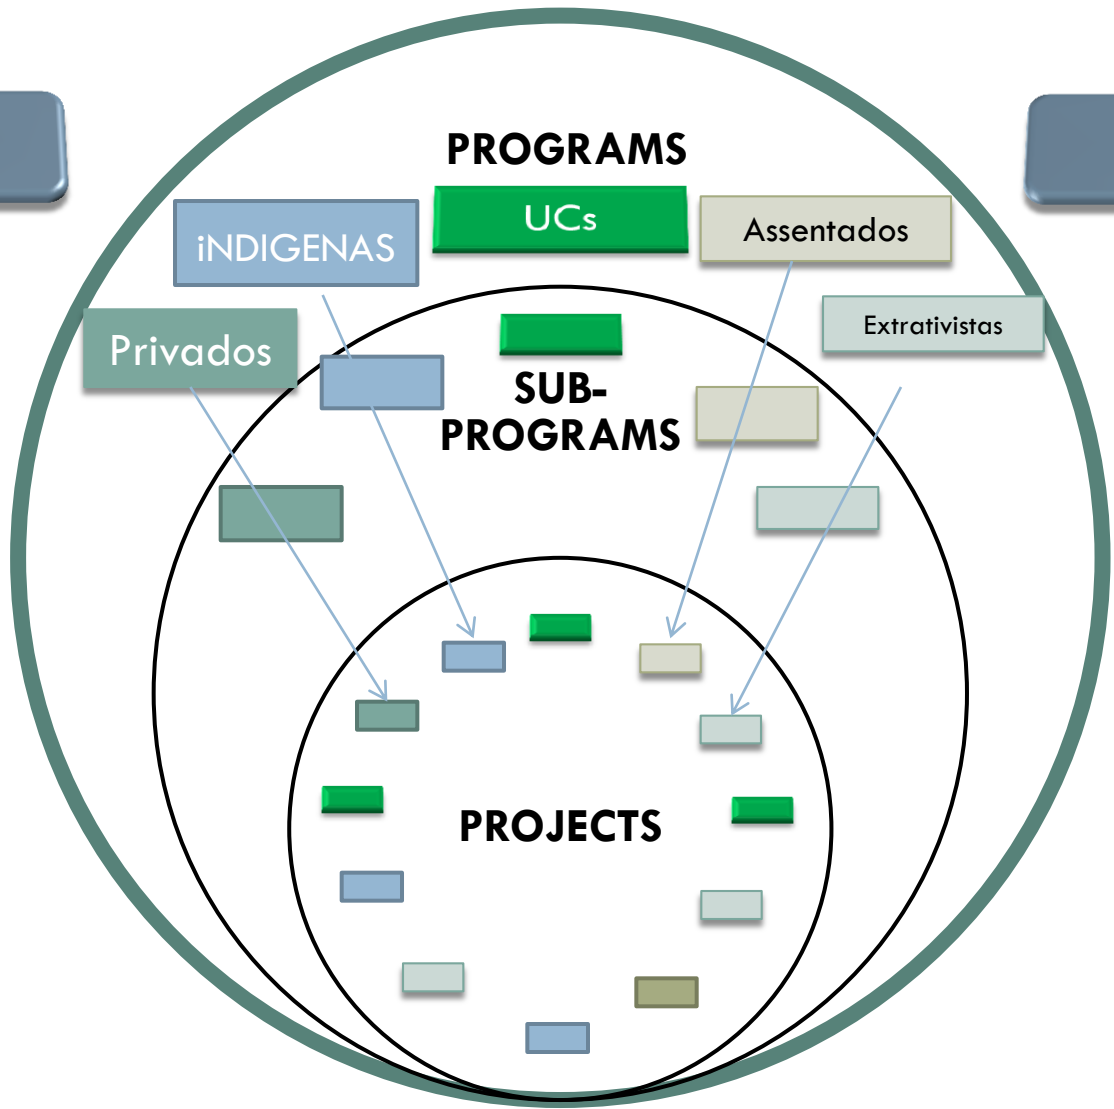 PROGRAMS
UCs
iNDIGENAS
Assentados
Extrativistas
Privados
SUB-
PROGRAMS
PROJECTS